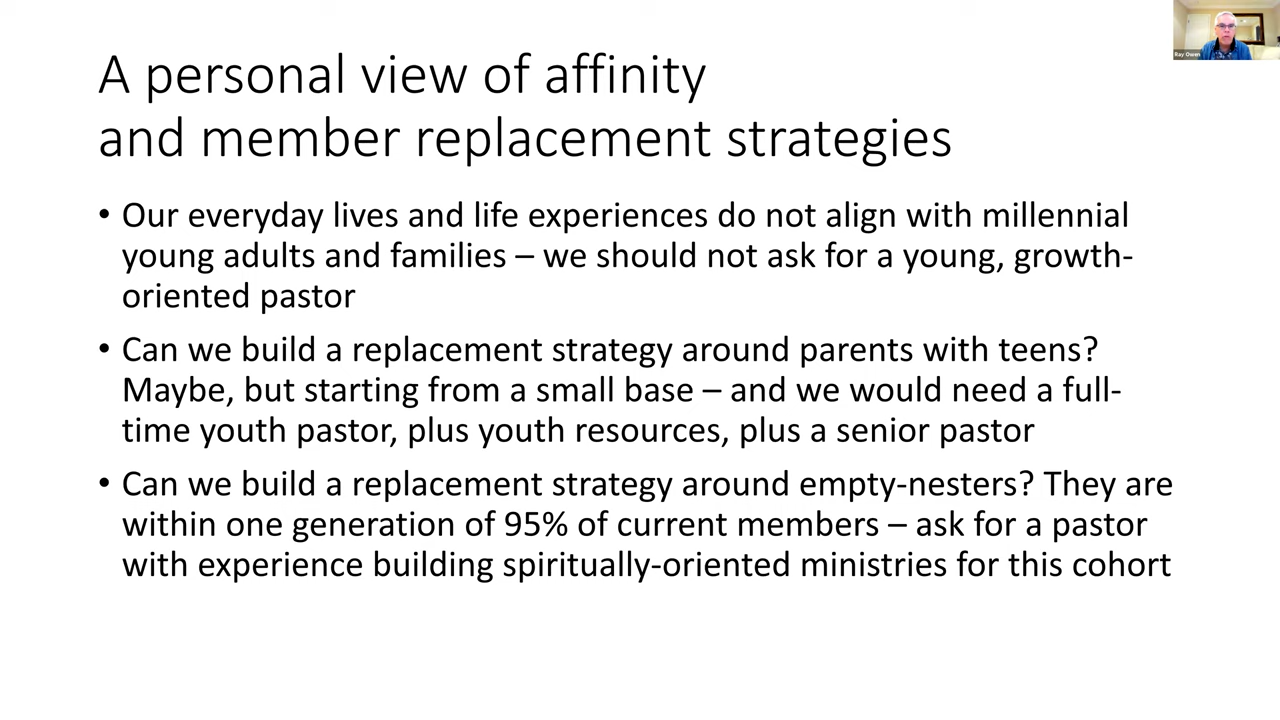 A personal view of affinity
and member replacement strategies
• Our everyday lives and life experiences do not align with millennial
young adults and families – we should not ask for a young, growth-
oriented pastor
• Can we build a replacement strategy around parents with teens?
Maybe, but starting from a small base – and we would need a full-
time youth pastor, plus youth resources, plus a senior pastor
• Can we build a replacement strategy around empty-nesters? They are
within one generation of 95% of current members – ask for a pastor
with experience building spiritually-oriented ministries for this cohort
Ray